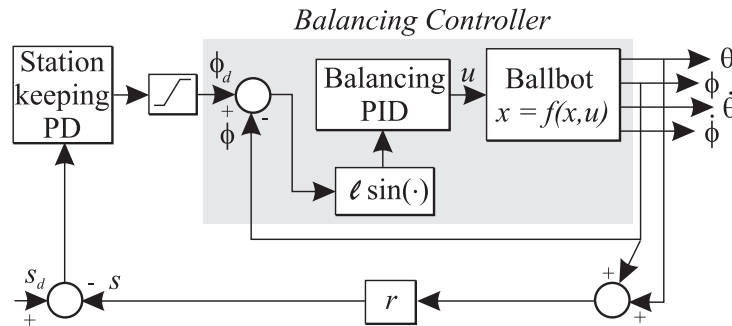 Balancing Controller
Station
keeping
PD
ϕd
+
ϕ
-
Balancing
PID
u
Ballbot
x = f(x,u)
θ
ϕ
θ̇
ϕ̇
ℓ sin(·)
sd
+
-
s
r
+
+